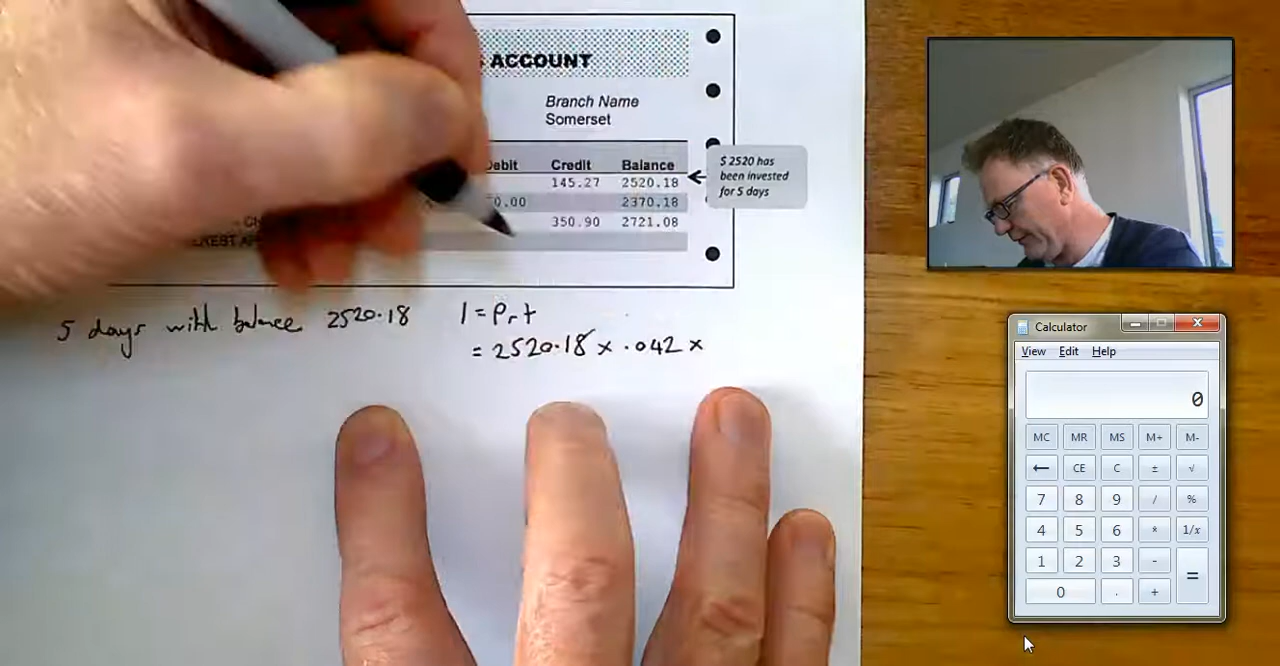 ACCOUNT
Branch Name
Somerset
Credit Balance
145.27 2520.18
2370.18
350.90 2721.08
$ 2520 has
been invested
for 5 days
5 days with balance 2520.18 I = Prt
= 2520.18 x .042 x
Calculator
View Edit Help
0
MC MR MS M+ M-
← CE C ± √
7 8 9 / %
4 5 6 * 1/x
1 2 3 - =
0 . +